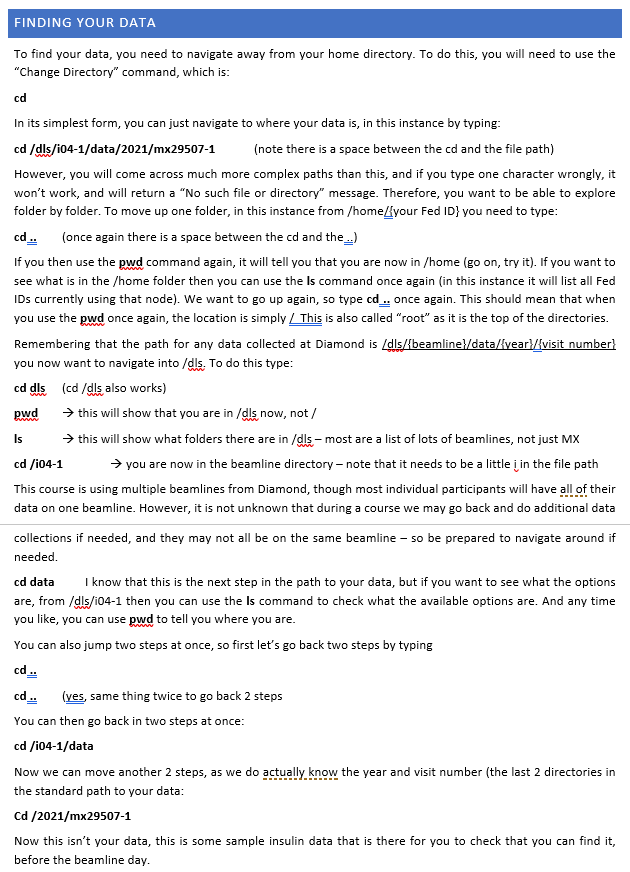 FINDING YOUR DATA
To find your data, you need to navigate away from your home directory. To do this, you will need to use the
“Change Directory” command, which is:
cd
In its simplest form, you can just navigate to where your data is, in this instance by typing:
cd /dls/i04-1/data/2021/mx29507-1 (note there is a space between the cd and the file path)
However, you will come across much more complex paths than this, and if you type one character wrongly, it
won’t work, and will return a “No such file or directory” message. Therefore, you want to be able to explore
folder by folder. To move up one folder, in this instance from /home/{your Fed ID} you need to type:
cd .. (once again there is a space between the cd and the ..)
If you then use the pwd command again, it will tell you that you are now in /home (go on, try it). If you want to
see what is in the /home folder then you can use the ls command once again (in this instance it will list all Fed
IDs currently using that node). We want to go up again, so type cd .. once again. This should mean that when
you use the pwd once again, the location is simply / This is also called “root” as it is the top of the directories.
Remembering that the path for any data collected at Diamond is /dls/{beamline}/data/{year}/{visit number}
you now want to navigate into /dls. To do this type:
cd dls (cd /dls also works)
pwd → this will show that you are in /dls now, not /
ls → this will show what folders there are in /dls – most are a list of lots of beamlines, not just MX
cd /i04-1 → you are now in the beamline directory – note that it needs to be a little i in the file path
This course is using multiple beamlines from Diamond, though most individual participants will have all of their
data on one beamline. However, it is not unknown that during a course we may go back and do additional data
collections if needed, and they may not all be on the same beamline – so be prepared to navigate around if
needed.
cd data I know that this is the next step in the path to your data, but if you want to see what the options
are, from /dls/i04-1 then you can use the ls command to check what the available options are. And any time
you like, you can use pwd to tell you where you are.
You can also jump two steps at once, so first let’s go back two steps by typing
cd ..
cd .. (yes, same thing twice to go back 2 steps
You can then go back in two steps at once:
cd /i04-1/data
Now we can move another 2 steps, as we do actually know the year and visit number (the last 2 directories in
the standard path to your data:
Cd /2021/mx29507-1
Now this isn’t your data, this is some sample insulin data that is there for you to check that you can find it,
before the beamline day.